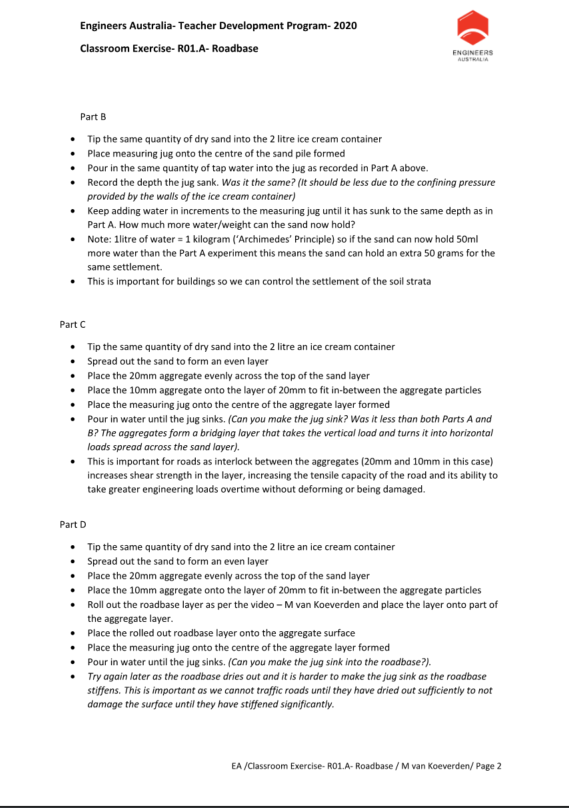 Engineers Australia- Teacher Development Program- 2020
Classroom Exercise- R01.A- Roadbase
ENGINEERS
AUSTRALIA
Part B
• Tip the same quantity of dry sand into the 2 litre ice cream container
• Place measuring jug onto the centre of the sand pile formed
• Pour in the same quantity of tap water into the jug as recorded in Part A above.
• Record the depth the jug sank. Was it the same? (It should be less due to the confining pressure
provided by the walls of the ice cream container)
• Keep adding water in increments to the measuring jug until it has sunk to the same depth as in
Part A. How much more water/weight can the sand now hold?
• Note: 1litre of water = 1 kilogram (‘Archimedes’ Principle) so if the sand can now hold 50ml
more water than the Part A experiment this means the sand can hold an extra 50 grams for the
same settlement.
• This is important for buildings so we can control the settlement of the soil strata
Part C
• Tip the same quantity of dry sand into the 2 litre an ice cream container
• Spread out the sand to form an even layer
• Place the 20mm aggregate evenly across the top of the sand layer
• Place the 10mm aggregate onto the layer of 20mm to fit in-between the aggregate particles
• Place the measuring jug onto the centre of the aggregate layer formed
• Pour in water until the jug sinks. (Can you make the jug sink? Was it less than both Parts A and
B? The aggregates form a bridging layer that takes the vertical load and turns it into horizontal
loads spread across the sand layer).
• This is important for roads as interlock between the aggregates (20mm and 10mm in this case)
increases shear strength in the layer, increasing the tensile capacity of the road and its ability to
take greater engineering loads overtime without deforming or being damaged.
Part D
• Tip the same quantity of dry sand into the 2 litre an ice cream container
• Spread out the sand to form an even layer
• Place the 20mm aggregate evenly across the top of the sand layer
• Place the 10mm aggregate onto the layer of 20mm to fit in-between the aggregate particles
• Roll out the roadbase layer as per the video – M van Koeverden and place the layer onto part of
the aggregate layer.
• Place the rolled out roadbase layer onto the aggregate surface
• Place the measuring jug onto the centre of the aggregate layer formed
• Pour in water until the jug sinks. (Can you make the jug sink into the roadbase?).
• Try again later as the roadbase dries out and it is harder to make the jug sink as the roadbase
stiffens. This is important as we cannot traffic roads until they have dried out sufficiently to not
damage the surface until they have stiffened significantly.
EA /Classroom Exercise- R01.A- Roadbase / M van Koeverden/ Page 2